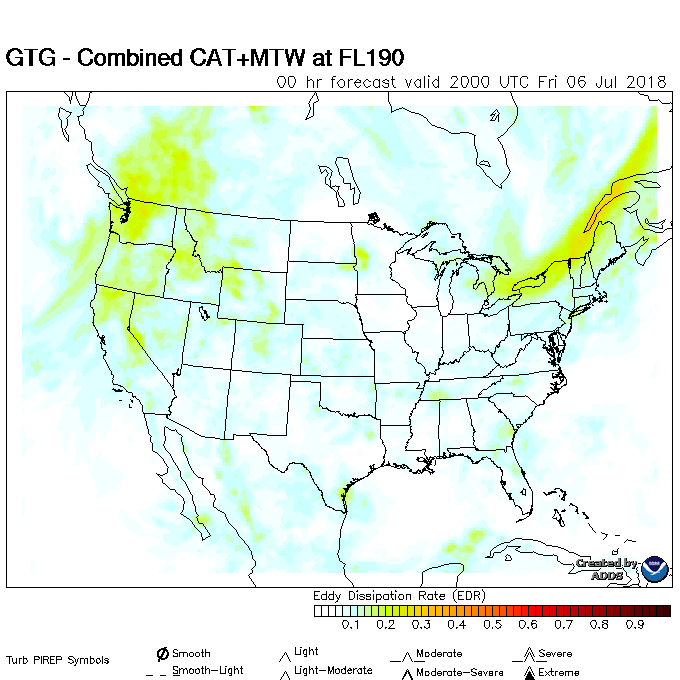 GTG - Combined CAT+MTW at FL190
00 hr forecast valid 2000 UTC Fri 06 Jul 2018
Created by
ADDS
Eddy Dissipation Rate (EDR)
0.1 0.2 0.3 0.4 0.5 0.6 0.7 0.8 0.9
Turb PIREP Symbols
Smooth Light Moderate Severe
Smooth-Light Light-Moderate Moderate-Severe Extreme